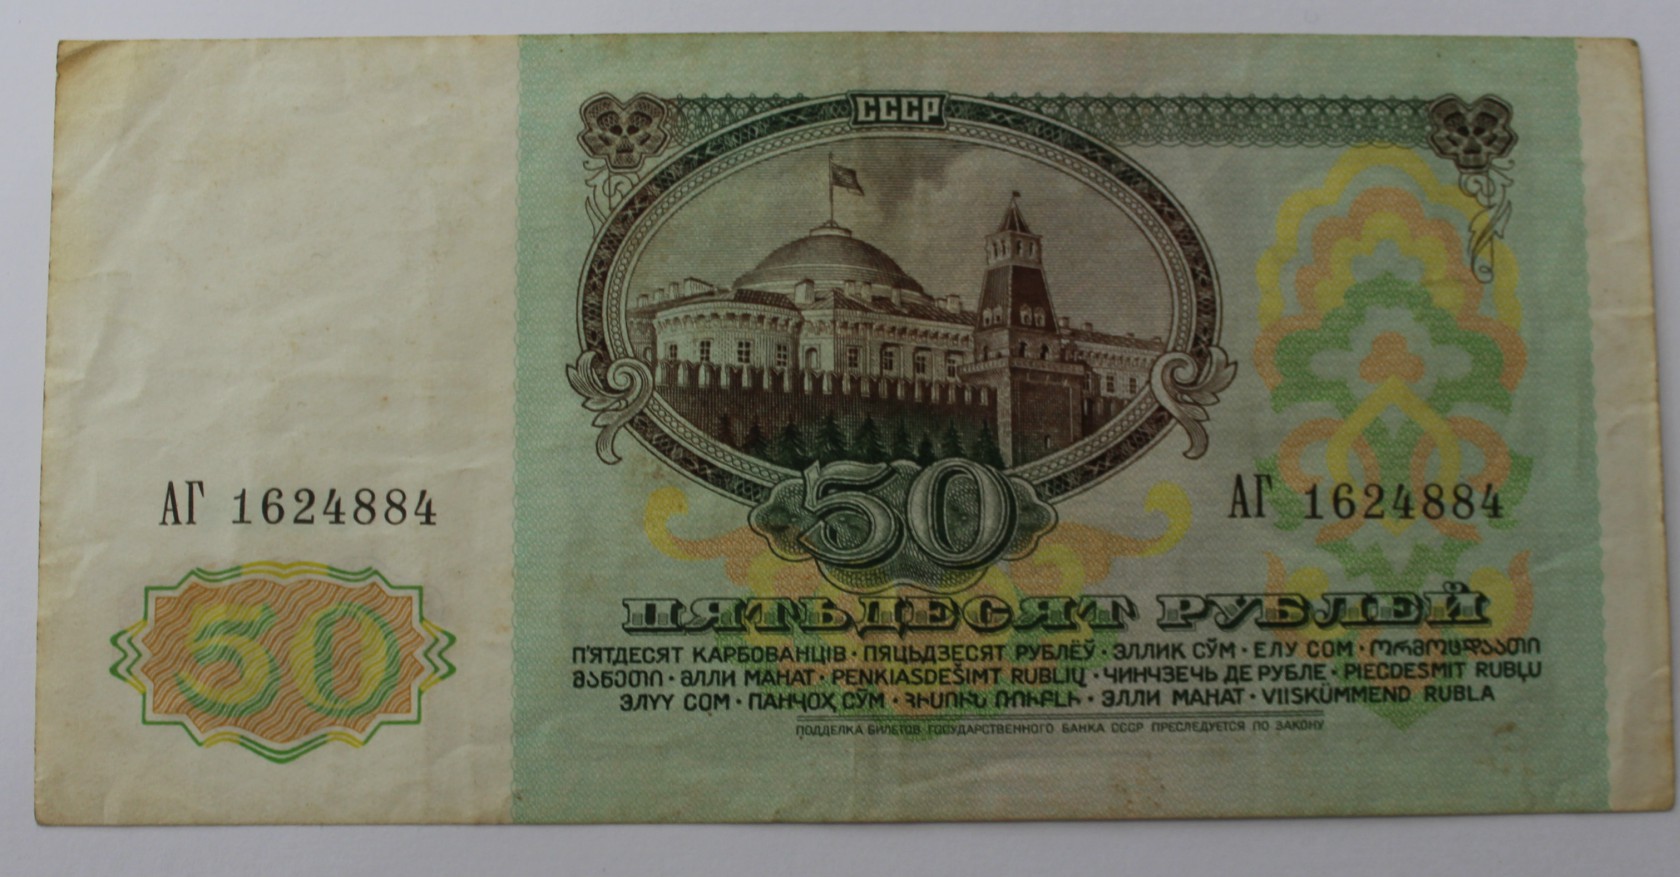 СССР
АГ 1624884
АГ 1624884
50
50
ПЯТЬДЕСЯТ РУБЛЕЙ
П'ЯТДЕСЯТ КАРБОВАНЦІВ · ПЯЦЬДЗЕСЯТ РУБЛЁЎ · ЭЛЛИК СЎМ · ЕЛУ СОМ · ორმოცდაათი
მანეთი · ӘЛЛИ МАНАТ · PENKIASDEŠIMT RUBLIŲ · ЧИНЧЗЕЧЬ ДЕ РУБЛЕ · PIECDESMIT RUBĻU
ЭЛУУ СОМ · ПАНҶОҲ СӮМ · ՀԻՍՈՒՆ ՌՈՒԲԼԻ · ЭЛЛИ МАНАТ · VIISKÜMMEND RUBLA
ПОДДЕЛКА БИЛЕТОВ ГОСУДАРСТВЕННОГО БАНКА СССР ПРЕСЛЕДУЕТСЯ ПО ЗАКОНУ